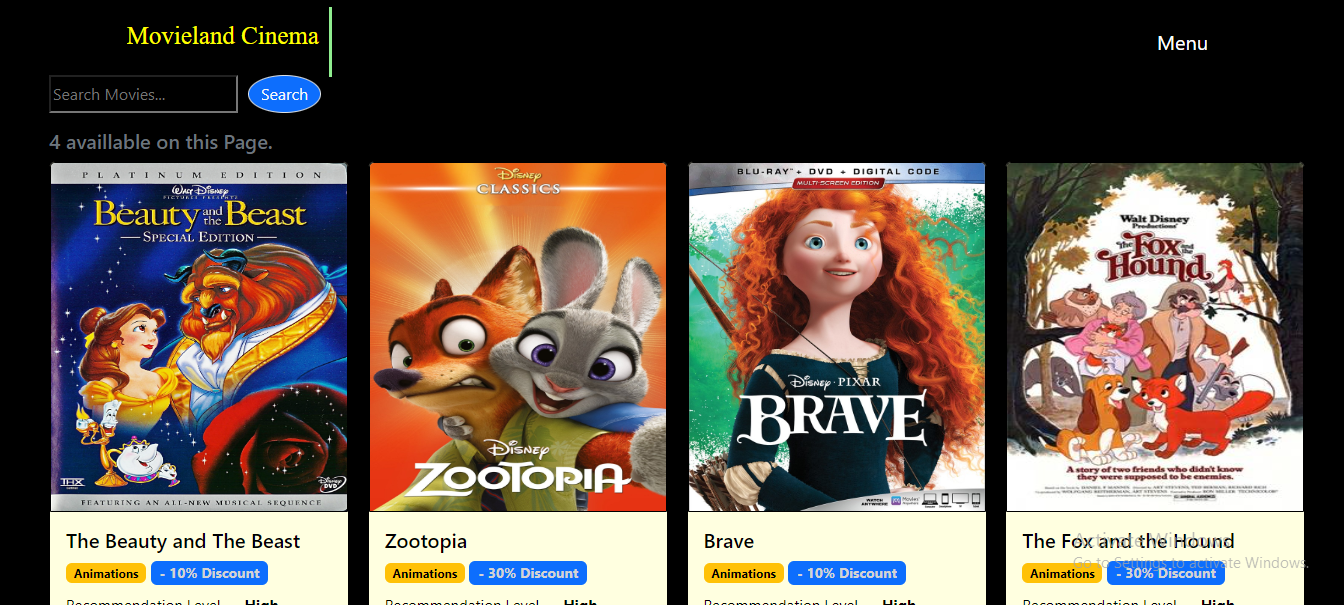 Movieland Cinema
Menu
Search Movies...
Search
4 availlable on this Page.
PLATINUM EDITION
Walt Disney
PICTURES PRESENTS
Beauty and the Beast
SPECIAL EDITION
THX
Disney
DVD
FEATURING AN ALL-NEW MUSICAL SEQUENCE
Disney
CLASSICS
Disney
ZOOTOPIA
BLU-RAY + DVD + DIGITAL CODE
MULTI-SCREEN EDITION
Disney · PIXAR
BRAVE
WATCH
ANYWHERE
Walt Disney
Productions'
The Fox and the
Hound
A story of two friends who didn't know
they were supposed to be enemies.
The Beauty and The Beast
Animations
- 10% Discount
Recommendation Level High
Zootopia
Animations
- 30% Discount
Recommendation Level High
Brave
Animations
- 10% Discount
Recommendation Level High
The Fox and the Hound
Animations
- 30% Discount
Recommendation Level High
Activate Windows
Go to Settings to activate Windows.